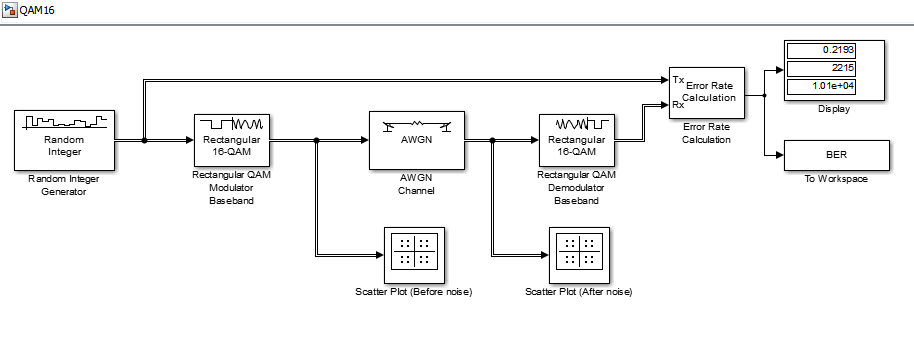 QAM16
0.2193
2215
1.01e+04
Display
Tx
Rx
Error Rate
Calculation
Error Rate
Calculation
Random
Integer
Random Integer
Generator
Rectangular
16-QAM
Rectangular QAM
Modulator
Baseband
AWGN
AWGN
Channel
Rectangular
16-QAM
Rectangular QAM
Demodulator
Baseband
BER
To Workspace
Scatter Plot (Before noise)
Scatter Plot (After noise)